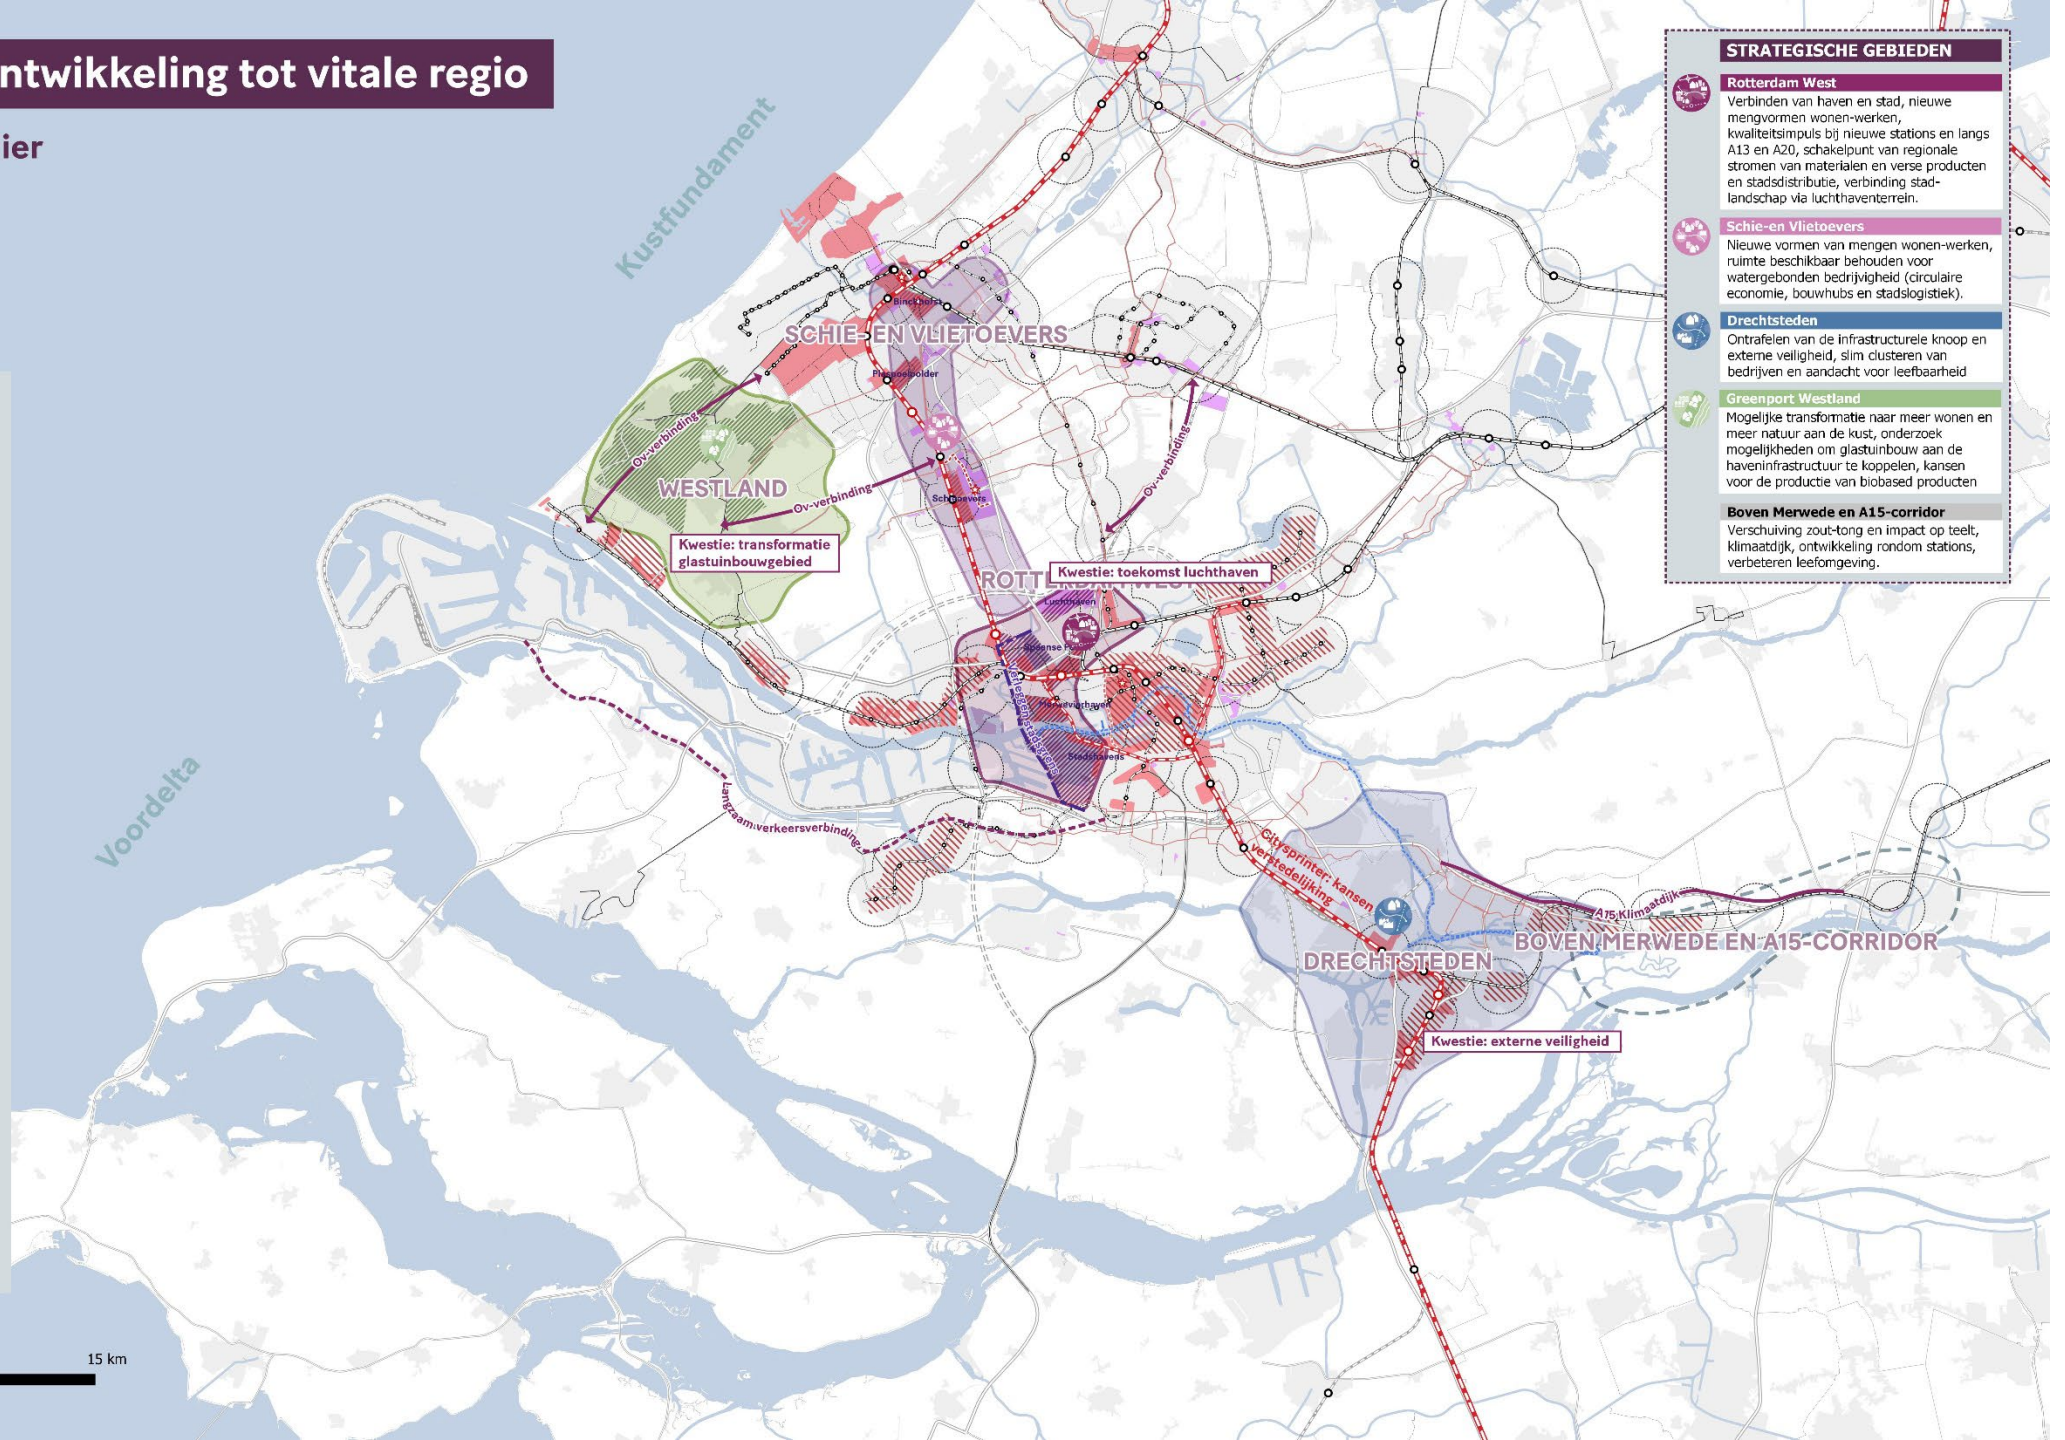 ntwikkeling tot vitale regio
ier
Kustfundament
Voordelta
15 km
Binckhorst
SCHIE- EN VLIETOEVERS
Plaspoelpolder
Ov-verbinding
WESTLAND
Ov-verbinding
Schieoevers
Ov-verbinding
Kwestie: transformatie
glastuinbouwgebied
Kwestie: toekomst luchthaven
Luchthaven
Verleggen stadsgrens
Stadshavens
Langzaam verkeersverbinding
Citysprinter: kansen
verstedelijking
A15 Klimaatdijk
BOVEN MERWEDE EN A15-CORRIDOR
DRECHTSTEDEN
Kwestie: externe veiligheid
STRATEGISCHE GEBIEDEN
Rotterdam West
Verbinden van haven en stad, nieuwe
mengvormen wonen-werken,
kwaliteitsimpuls bij nieuwe stations en langs
A13 en A20, schakelpunt van regionale
stromen van materialen en verse producten
en stadsdistributie, verbinding stad-
landschap via luchthaventerrein.
Schie-en Vlietoevers
Nieuwe vormen van mengen wonen-werken,
ruimte beschikbaar behouden voor
watergebonden bedrijvigheid (circulaire
economie, bouwhubs en stadslogistiek).
Drechtsteden
Ontrafelen van de infrastructurele knoop en
externe veiligheid, slim clusteren van
bedrijven en aandacht voor leefbaarheid
Greenport Westland
Mogelijke transformatie naar meer wonen en
meer natuur aan de kust, onderzoek
mogelijkheden om glastuinbouw aan de
haveninfrastructuur te koppelen, kansen
voor de productie van biobased producten
Boven Merwede en A15-corridor
Verschuiving zout-tong en impact op teelt,
klimaatdijk, ontwikkeling rondom stations,
verbeteren leefomgeving.